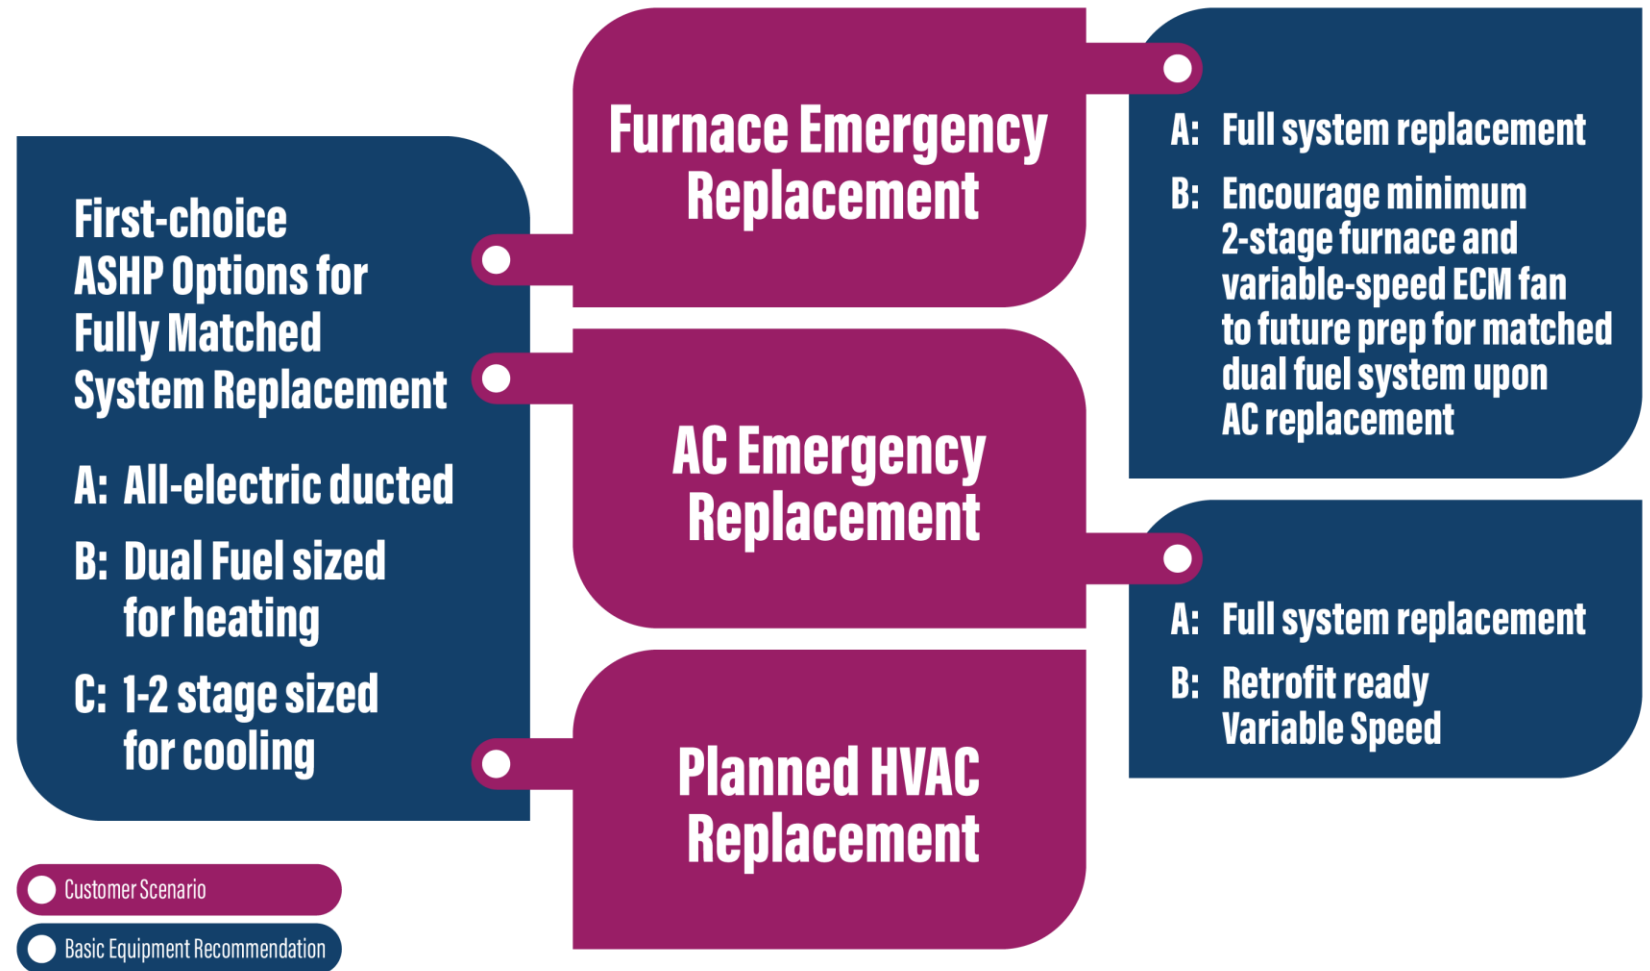 First-choice
ASHP Options for
Fully Matched
System Replacement
A: All-electric ducted
B: Dual Fuel sized
for heating
C: 1-2 stage sized
for cooling
Furnace Emergency
Replacement
AC Emergency
Replacement
Planned HVAC
Replacement
A: Full system replacement
B: Encourage minimum
2-stage furnace and
variable-speed ECM fan
to future prep for matched
dual fuel system upon
AC replacement
A: Full system replacement
B: Retrofit ready
Variable Speed
Customer Scenario
Basic Equipment Recommendation